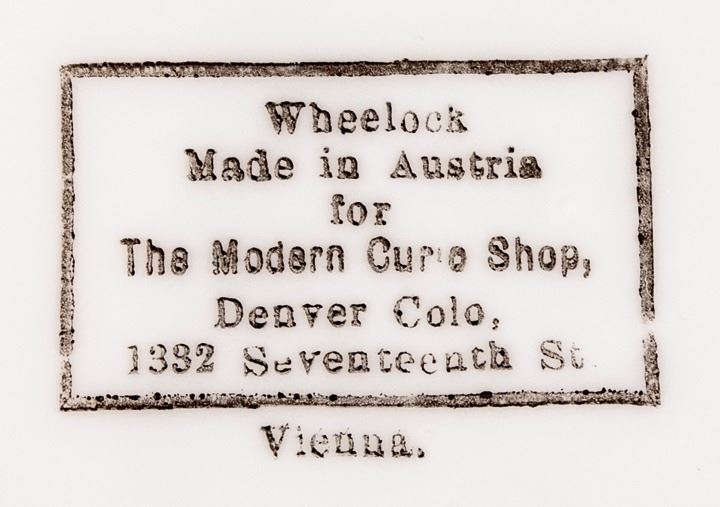 Wheelock
Made in Austria
for
The Modern Curio Shop,
Denver Colo,
1332 Seventeenth St
Vienna.